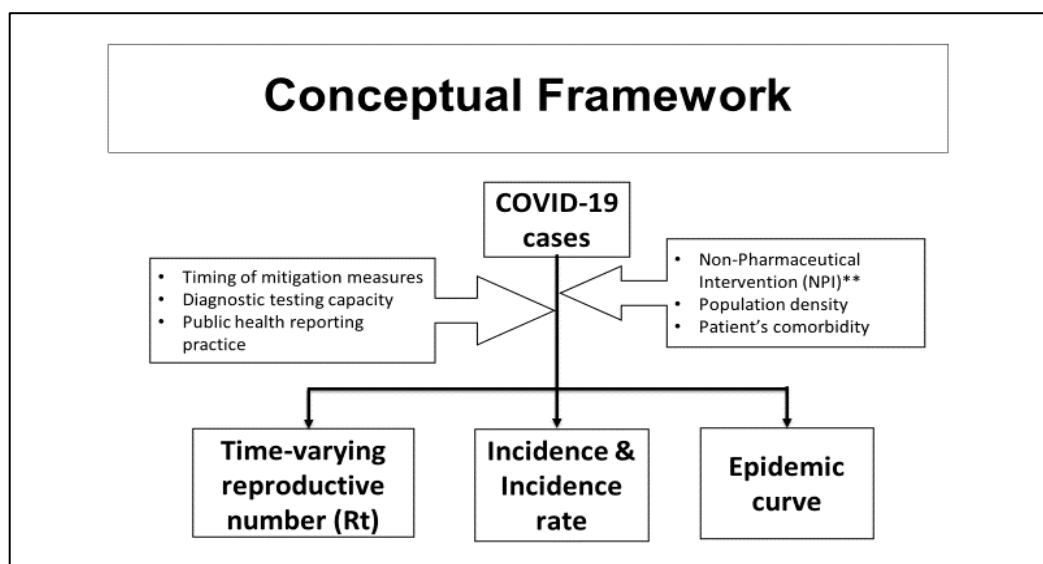 Conceptual Framework
COVID-19
cases
• Timing of mitigation measures
• Diagnostic testing capacity
• Public health reporting
practice
• Non-Pharmaceutical
Intervention (NPI)**
• Population density
• Patient’s comorbidity
Time-varying
reproductive
number (Rt)
Incidence &
Incidence
rate
Epidemic
curve